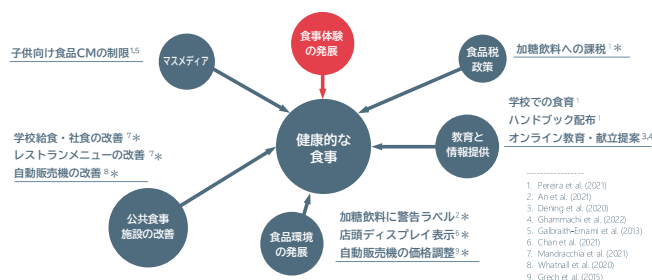 食事体験
の発展
子供向け食品CMの制限1,5
マスメディア
食品税
政策
加糖飲料への課税1＊
健康的な
食事
学校での食育1
ハンドブック配布1
オンライン教育・献立提案3,4
教育と
情報提供
学校給食・社食の改善7＊
レストランメニューの改善7＊
自動販売機の改善8＊
公共食事
施設の改善
食品環境
の発展
加糖飲料に警告ラベル2＊
店頭ディスプレイ表示6＊
自動販売機の価格調整9＊
----------------
1. Pereira et al. (2021)
2. An et al. (2021)
3. Dening et al. (2020)
4. Ghammachi et al. (2022)
5. Galbraith-Emami et al. (2013)
6. Chan et al. (2021)
7. Mandracchia et al. (2021)
8. Whatnall et al. (2020)
9. Grech et al. (2015)